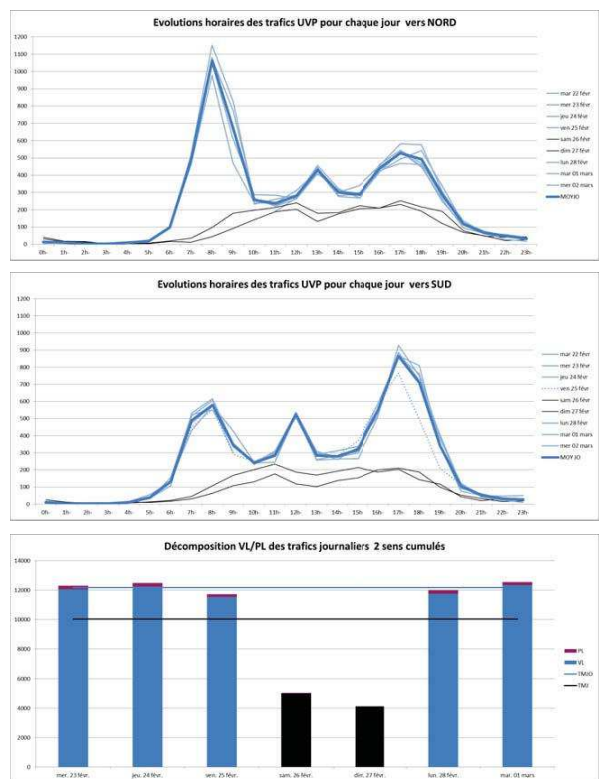 Evolutions horaires des trafics UVP pour chaque jour vers NORD
1200
1100
1000
900
800
700
600
500
400
300
200
100
0
0h- 1h- 2h- 3h- 4h- 5h- 6h- 7h- 8h- 9h- 10h- 11h- 12h- 13h- 14h- 15h- 16h- 17h- 18h- 19h- 20h- 21h- 22h- 23h-
mar 22 févr
mer 23 févr
jeu 24 févr
ven 25 févr
sam 26 févr
dim 27 févr
lun 28 févr
mar 01 mars
mer 02 mars
MOYJO
Evolutions horaires des trafics UVP pour chaque jour vers SUD
1200
1100
1000
900
800
700
600
500
400
300
200
100
0
0h- 1h- 2h- 3h- 4h- 5h- 6h- 7h- 8h- 9h- 10h- 11h- 12h- 13h- 14h- 15h- 16h- 17h- 18h- 19h- 20h- 21h- 22h- 23h-
mar 22 févr
mer 23 févr
jeu 24 févr
ven 25 févr
sam 26 févr
dim 27 févr
lun 28 févr
mar 01 mars
mer 02 mars
MOY JO
Décomposition VL/PL des trafics journaliers 2 sens cumulés
14000
12000
10000
8000
6000
4000
2000
0
mer. 23 févr. jeu. 24 févr. ven. 25 févr. sam. 26 févr. dim. 27 févr. lun. 28 févr. mar. 01 mars
PL
VL
TMJO
TMJ